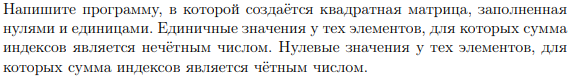 Напишите программу, в которой создаётся квадратная матрица, заполненная
нулями и единицами. Единичные значения у тех элементов, для которых сумма
индексов является нечётным числом. Нулевые значения у тех элементов, для
которых сумма индексов является чётным числом.